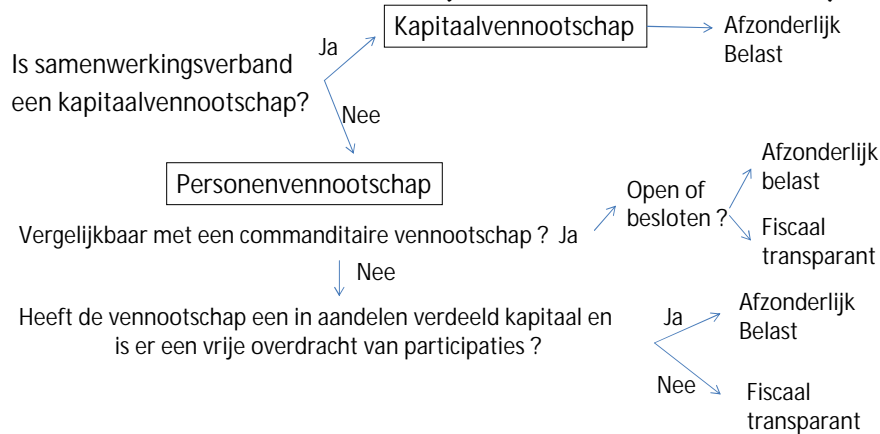 Kapitaalvennootschap
Afzonderlijk
Belast
Ja
Is samenwerkingsverband
een kapitaalvennootschap?
Nee
Personenvennootschap
Afzonderlijk
belast
Open of
besloten ?
Vergelijkbaar met een commanditaire vennootschap ? Ja
Fiscaal
transparant
Nee
Heeft de vennootschap een in aandelen verdeeld kapitaal en
is er een vrije overdracht van participaties ?
Ja
Afzonderlijk
Belast
Nee
Fiscaal
transparant